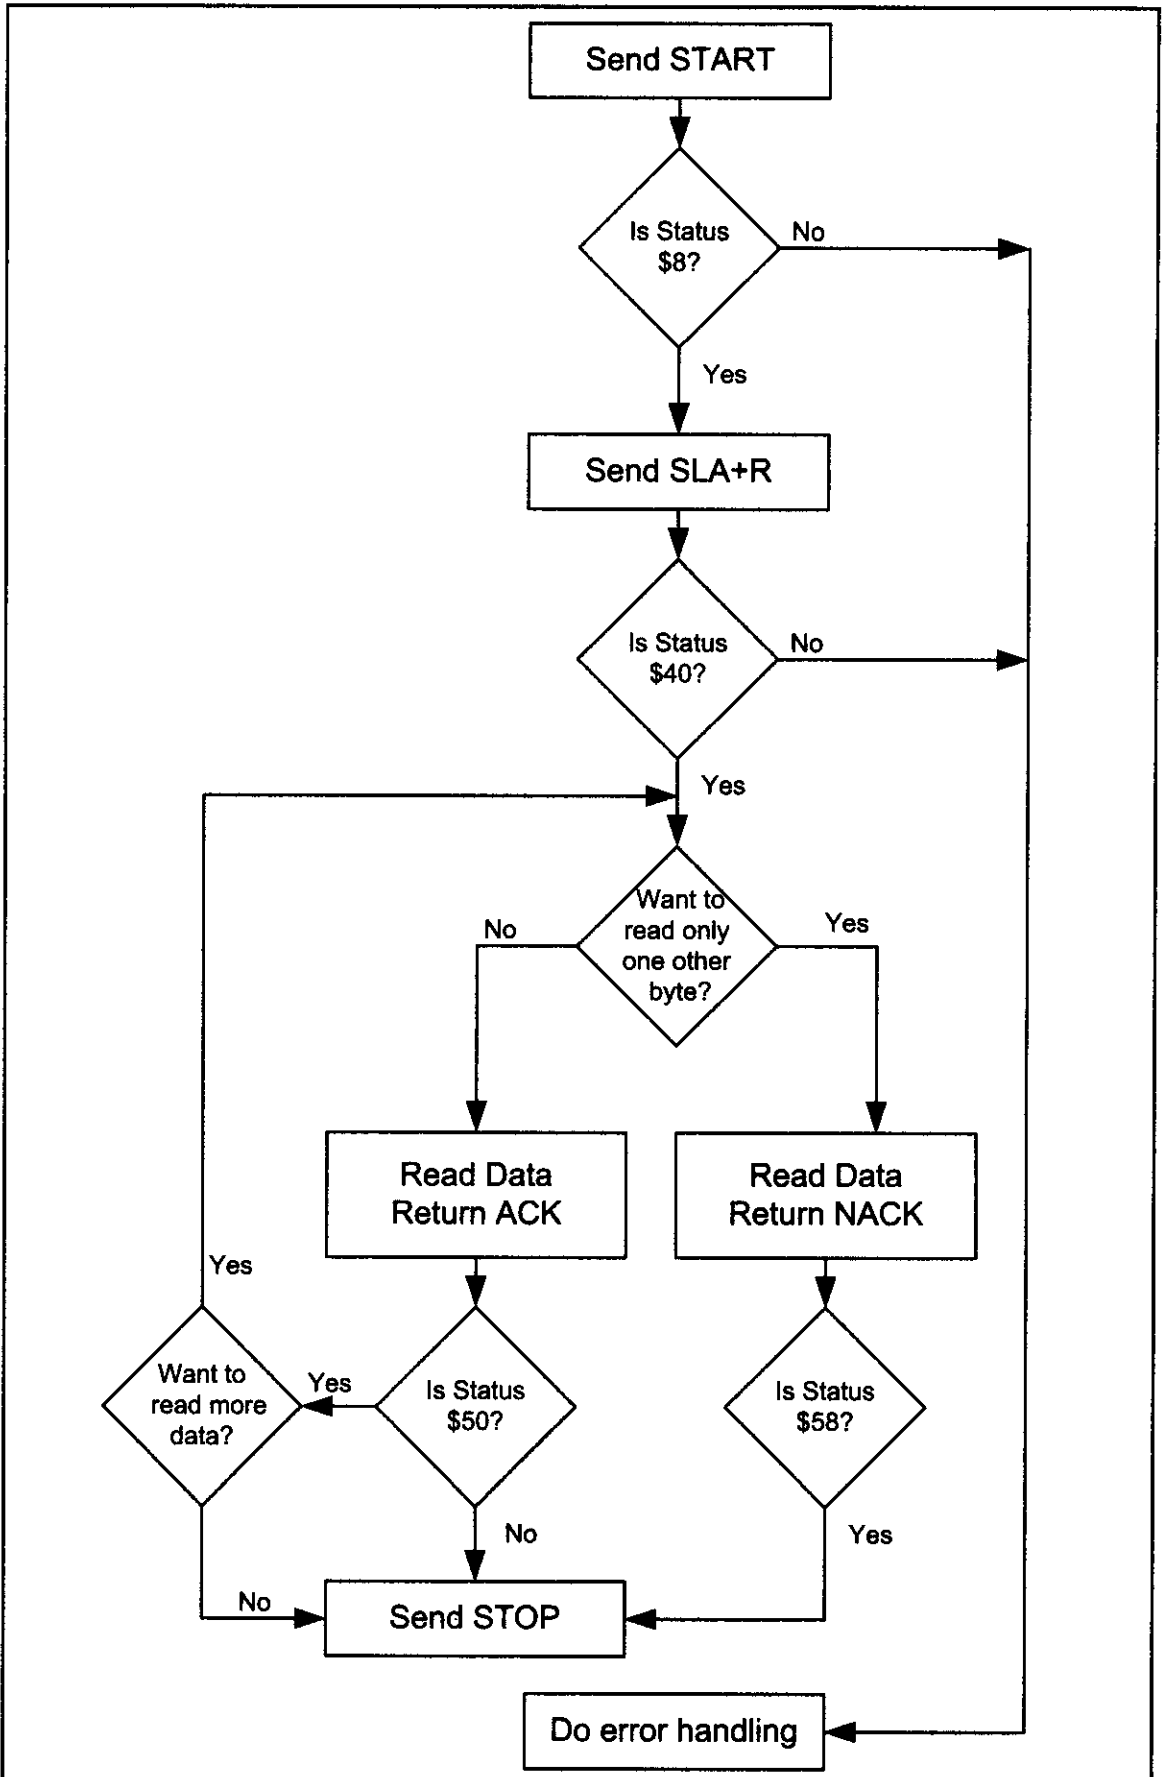 Send START
Is Status
$8?
No
Yes
Send SLA+R
Is Status
$40?
No
Yes
Want to
read only
one other
byte?
No
Yes
Read Data
Return ACK
Read Data
Return NACK
Yes
Want to
read more
data?
Yes
Is Status
$50?
Is Status
$58?
No
Yes
No
Send STOP
Do error handling